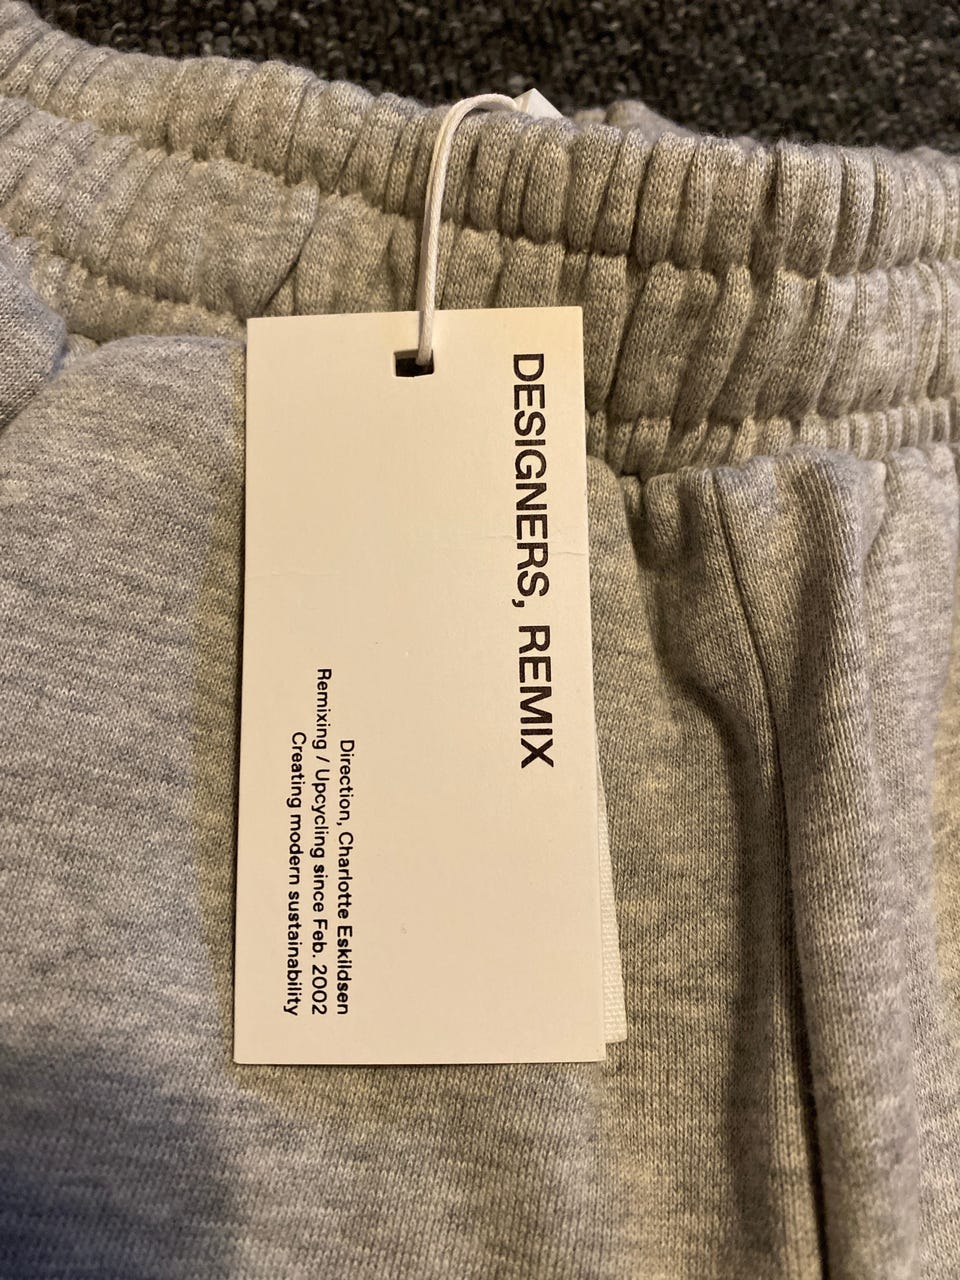 DESIGNERS, REMIX
Direction, Charlotte Eskildsen
Remixing / Upcycling since Feb. 2002
Creating modern sustainability